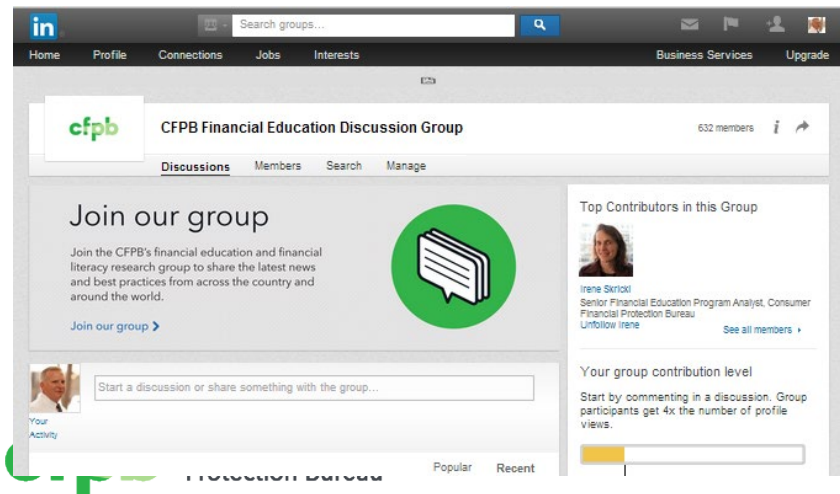 in
Search groups...
Home Profile Connections Jobs Interests Business Services Upgrade
cfpb
CFPB Financial Education Discussion Group
632 members
Discussions Members Search Manage
Join our group
Join the CFPB's financial education and financial
literacy research group to share the latest news
and best practices from across the country and
around the world.
Join our group
Top Contributors in this Group
Irene Skricki
Senior Financial Education Program Analyst, Consumer
Financial Protection Bureau
Unfollow Irene
See all members
Your group contribution level
Start by commenting in a discussion. Group
participants get 4x the number of profile
views.
Start a discussion or share something with the group...
Your
Activity
Popular Recent
cfpb Protection Bureau